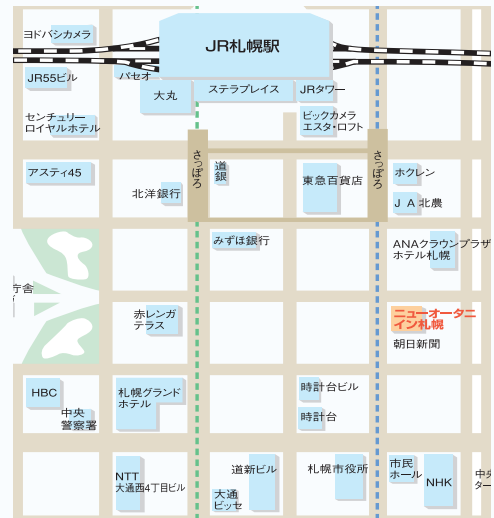 ヨドバシカメラ
JR札幌駅
JR55ビル
パセオ
大丸
ステラプレイス
JRタワー
センチュリー
ロイヤルホテル
ビックカメラ
エスタ・ロフト
さっぽろ
さっぽろ
アスティ45
道
銀
北洋銀行
東急百貨店
ホクレン
JA北農
みずほ銀行
ANAクラウンプラザ
ホテル札幌
庁舎
赤レンガ
テラス
ニューオータニ
イン札幌
朝日新聞
HBC
中央
警察署
札幌グランド
ホテル
時計台ビル
時計台
NTT
大通西4丁目ビル
道新ビル
大通
ビッセ
札幌市役所
市民
ホール
NHK
中央
ター